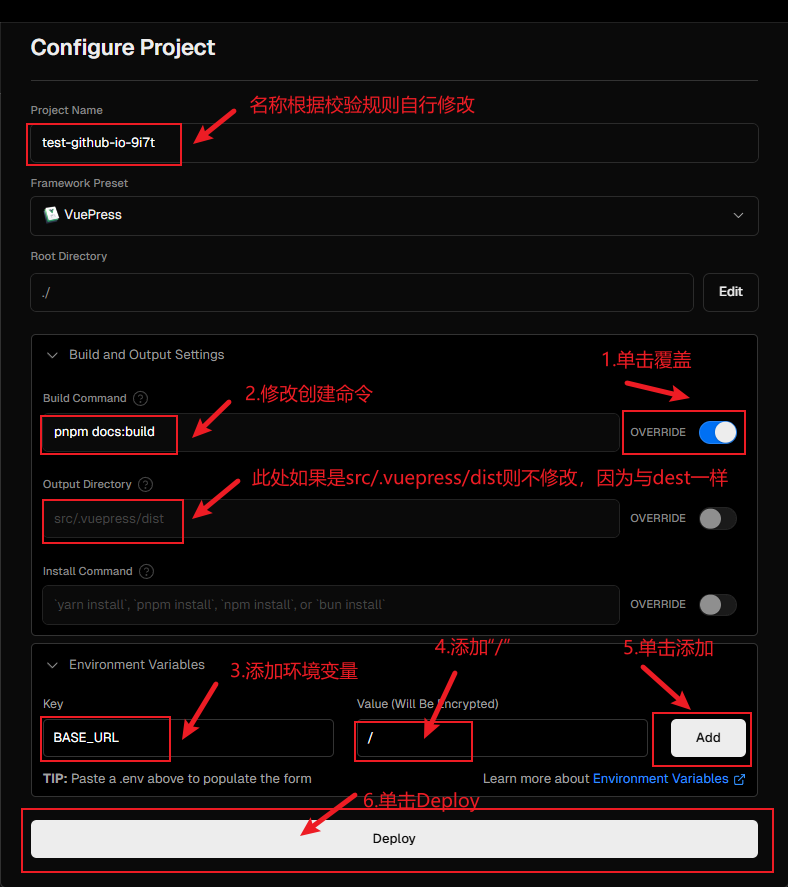 Configure Project
名称根据校验规则自行修改
Project Name
test-github-io-9i7t
Framework Preset
VuePress
Root Directory
./
Edit
Build and Output Settings
1.单击覆盖
Build Command ?
2.修改创建命令
pnpm docs:build
OVERRIDE
Output Directory ?
此处如果是src/.vuepress/dist则不修改，因为与dest一样
src/.vuepress/dist
OVERRIDE
Install Command ?
`yarn install`, `pnpm install`, `npm install`, or `bun install`
OVERRIDE
4.添加“/”
5.单击添加
Environment Variables
3.添加环境变量
Key
Value (Will Be Encrypted)
BASE_URL
/
Add
TIP: Paste a .env above to populate the form
Learn more about Environment Variables
6.单击Deploy
Deploy